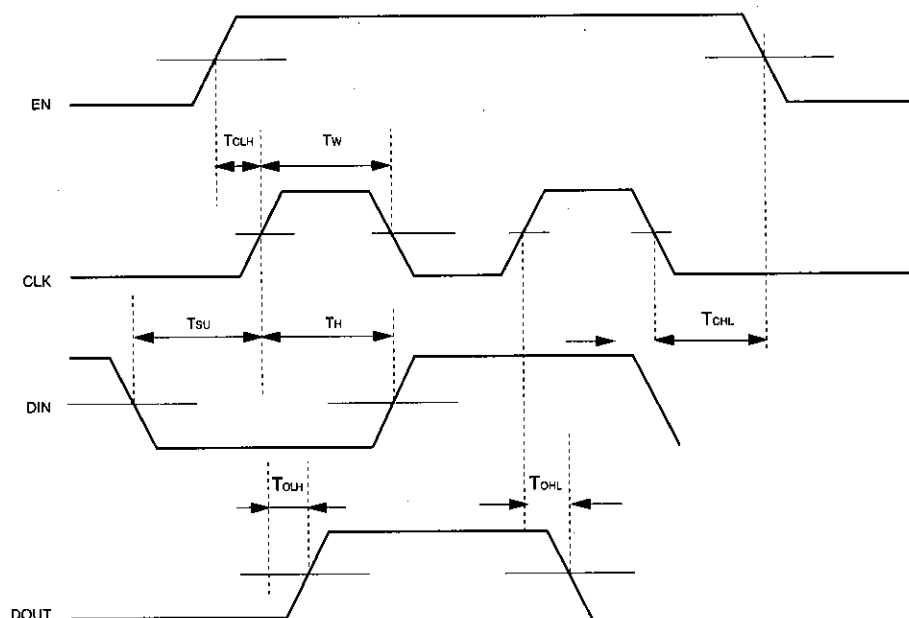 EN
TCLH
TW
CLK
TSU
TH
TCHL
DIN
TOLH
TOHL
DOUT